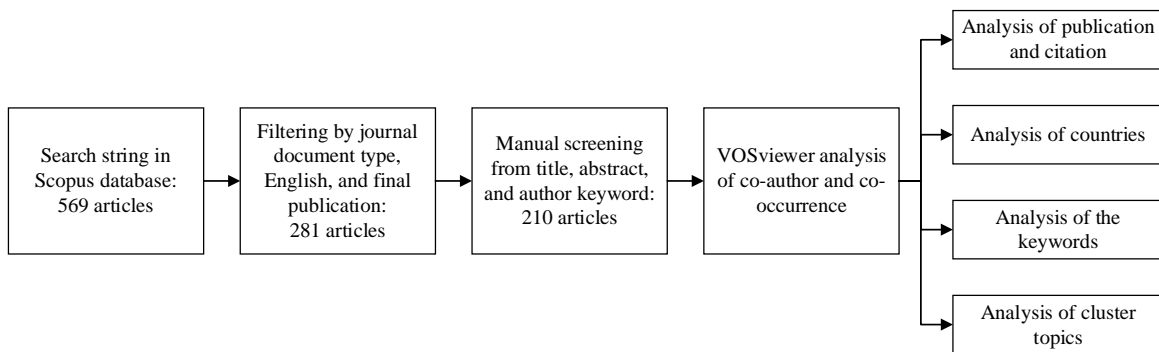 Search string in
Scopus database:
569 articles
Filtering by journal
document type,
English, and final
publication:
281 articles
Manual screening
from title, abstract,
and author keyword:
210 articles
VOSviewer analysis
of co-author and co-
occurrence
Analysis of publication
and citation
Analysis of countries
Analysis of the
keywords
Analysis of cluster
topics